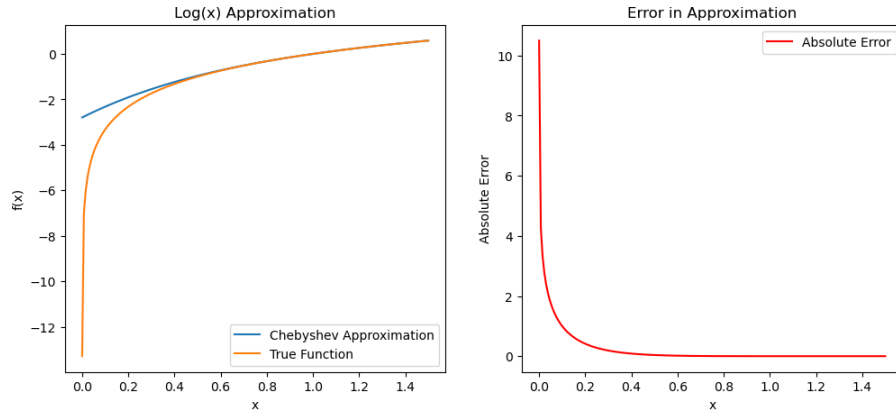 Log(x) Approximation
f(x)
0
−2
−4
−6
−8
−10
−12
0.0 0.2 0.4 0.6 0.8 1.0 1.2 1.4
x
Chebyshev Approximation
True Function
Error in Approximation
Absolute Error
10
8
6
4
2
0
0.0 0.2 0.4 0.6 0.8 1.0 1.2 1.4
x
Absolute Error